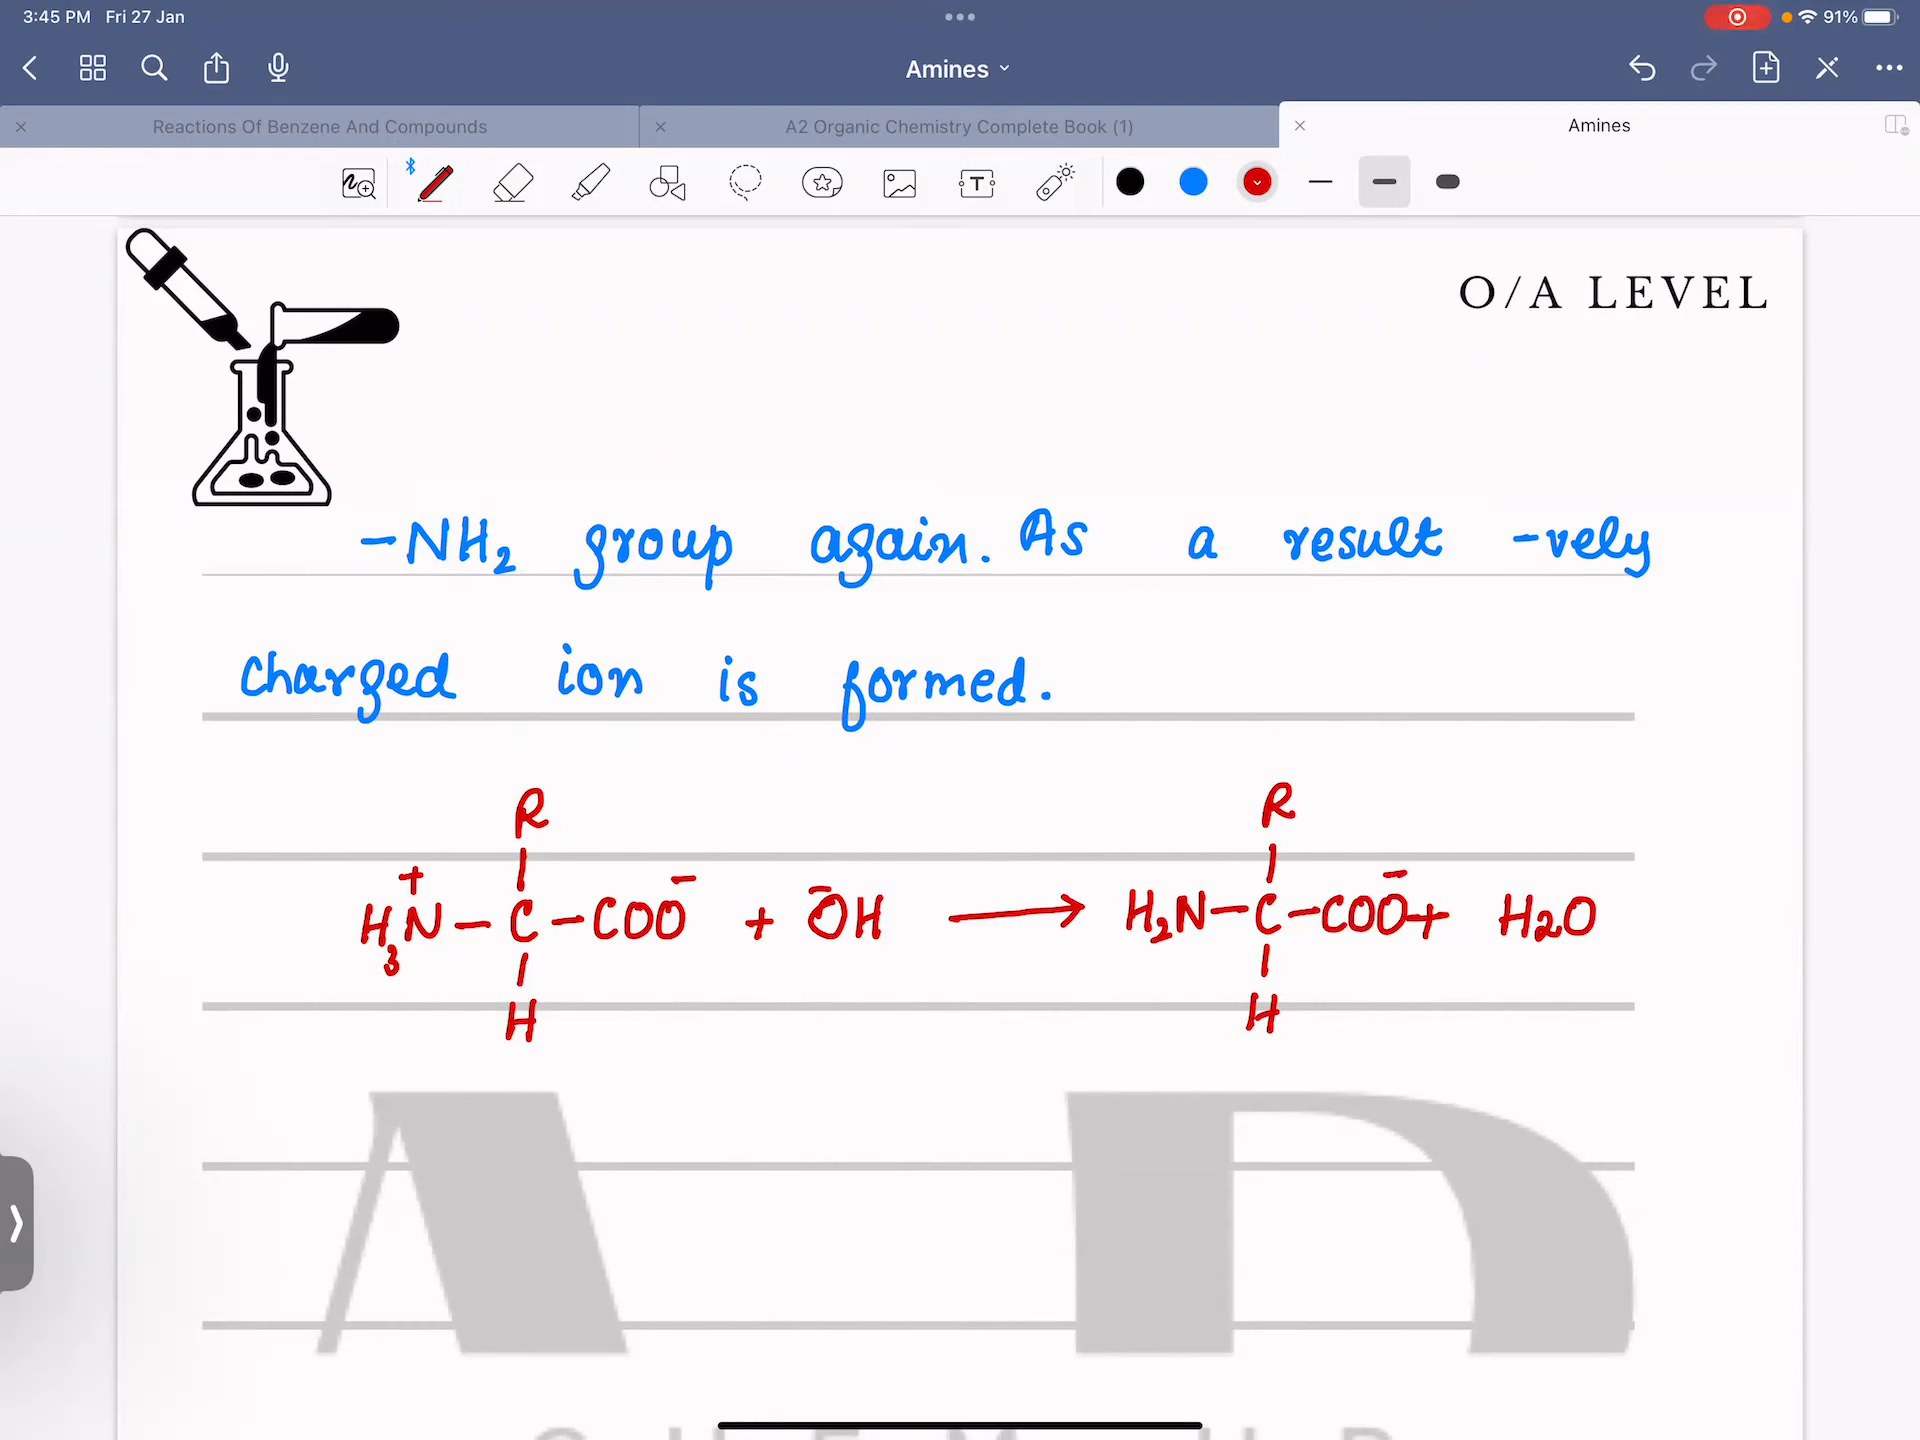 3:45 PM Fri 27 Jan
91%
Amines
Reactions Of Benzene And Compounds
A2 Organic Chemistry Complete Book (1)
Amines
T
O/A LEVEL
-NH2 group again. As a result -vely
charged ion is formed.
R R
H3N+ - C - COO- + -OH → H2N - C - COO- + H2O
H H